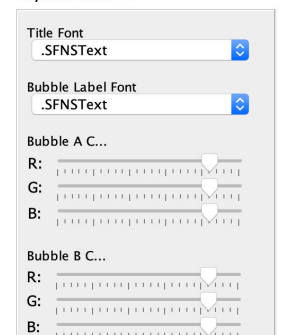 Title Font
.SFNSText
Bubble Label Font
.SFNSText
Bubble A C...
R:
G:
B:
Bubble B C...
R:
G:
B: